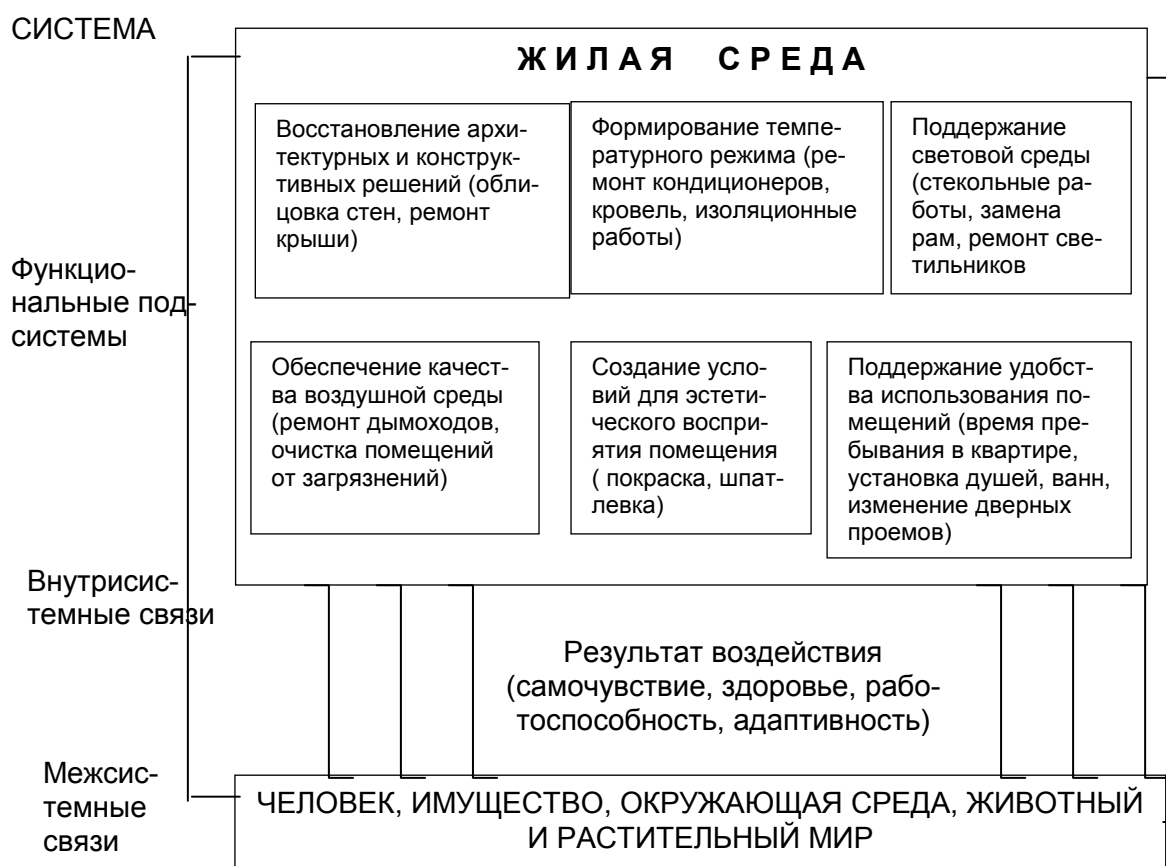 СИСТЕМА
ЖИЛАЯ СРЕДА
Восстановление архи-
тектурных и конструк-
тивных решений (обли-
цовка стен, ремонт
крыши)
Формирование темпе-
ратурного режима (ре-
монт кондиционеров,
кровель, изоляционные
работы)
Поддержание
световой среды
(стекольные ра-
боты, замена
рам, ремонт све-
тильников
Функцио-
нальные под-
системы
Обеспечение качест-
ва воздушной среды
(ремонт дымоходов,
очистка помещений
от загрязнений)
Создание усло-
вий для эстети-
ческого воспри-
ятия помещения
( покраска, шпат-
левка)
Поддержание удобст-
ва использования по-
мещений (время пре-
бывания в квартире,
установка душей, ванн,
изменение дверных
проемов)
Внутрисис-
темные связи
Результат воздействия
(самочувствие, здоровье, рабо-
тоспособность, адаптивность)
Межсис-
темные
связи
ЧЕЛОВЕК, ИМУЩЕСТВО, ОКРУЖАЮЩАЯ СРЕДА, ЖИВОТНЫЙ
И РАСТИТЕЛЬНЫЙ МИР